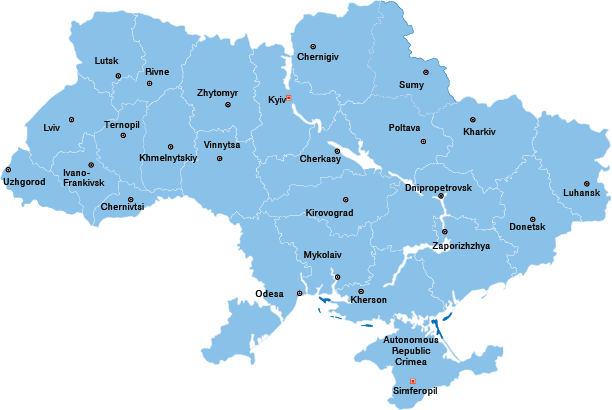 Chernigiv
Lutsk
Rivne
Sumy
Zhytomyr
Kyiv
Lviv
Ternopil
Poltava
Kharkiv
Vinnytsa
Khmelnytskiy
Cherkasy
Ivano-
Frankivsk
Uzhgorod
Dnipropetrovsk
Luhansk
Chernivtsi
Kirovograd
Donetsk
Zaporizhzhya
Mykolaiv
Odesa
Kherson
Autonomous
Republic
Crimea
Simferopil